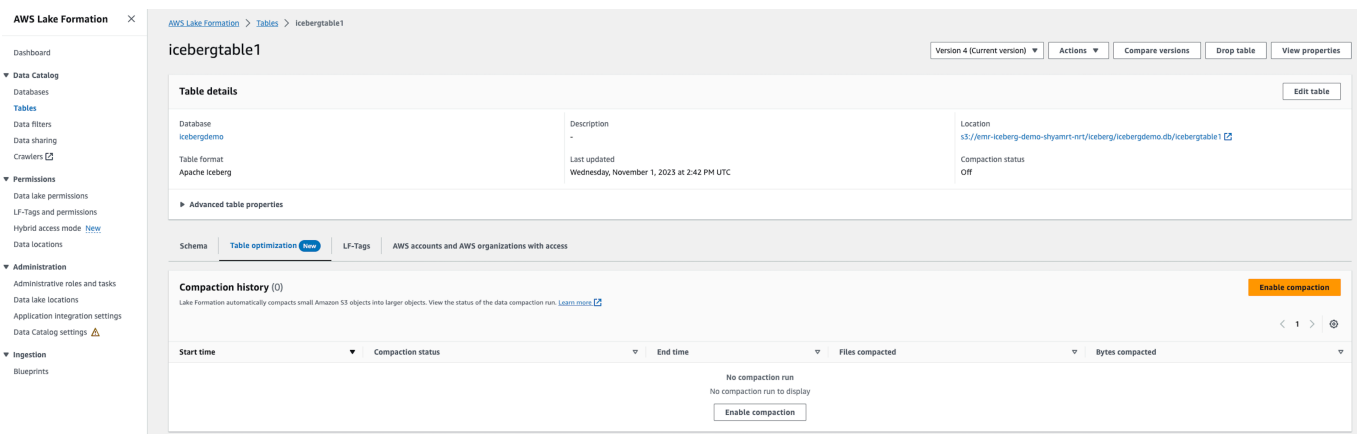 AWS Lake Formation
Dashboard
Data Catalog
Databases
Tables
Data filters
Data sharing
Crawlers
Permissions
Data lake permissions
LF-Tags and permissions
Hybrid access mode New
Data locations
Administration
Administrative roles and tasks
Data lake locations
Application integration settings
Data Catalog settings
Ingestion
Blueprints
AWS Lake Formation > Tables > icebergtable1
icebergtable1
Version 4 (Current version) Actions Compare versions Drop table View properties
Table details Edit table
Database Description Location
icebergdemo - s3://emr-iceberg-demo-shyamrt-nrt/iceberg/icebergdemo.db/icebergtable1
Table format Last updated Compaction status
Apache Iceberg Wednesday, November 1, 2023 at 2:42 PM UTC Off
Advanced table properties
Schema Table optimization New LF-Tags AWS accounts and AWS organizations with access
Compaction history (0) Enable compaction
Lake Formation automatically compacts small Amazon S3 objects into larger objects. View the status of the data compaction run. Learn more
< 1 >
Start time Compaction status End time Files compacted Bytes compacted
No compaction run
No compaction run to display
Enable compaction